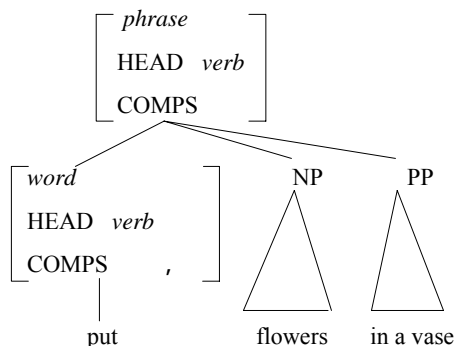 phrase
HEAD verb
COMPS
word
HEAD verb
COMPS ,
NP
PP
put
flowers
in a vase